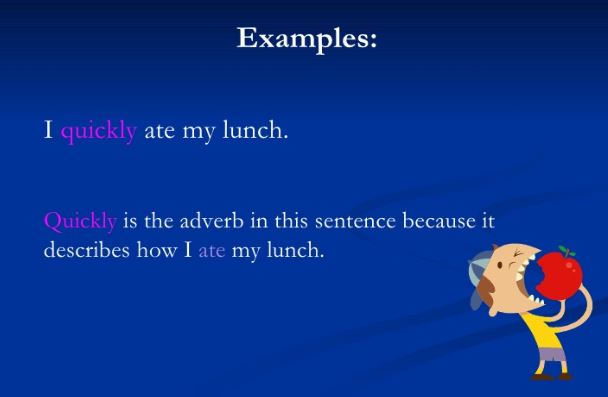 Examples:
I quickly ate my lunch.
Quickly is the adverb in this sentence because it
describes how I ate my lunch.